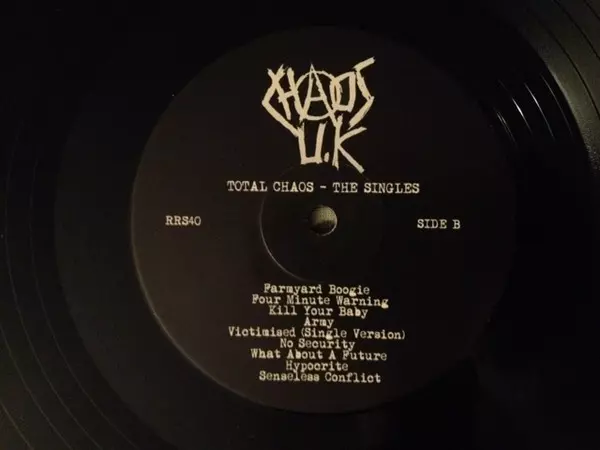 CHAOS
U.K
TOTAL CHAOS - THE SINGLES
RRS40
SIDE B
Farmyard Boogie
Four Minute Warning
Kill Your Baby
Army
Victimised (Single Version)
No Security
What About A Future
Hypocrite
Senseless Conflict